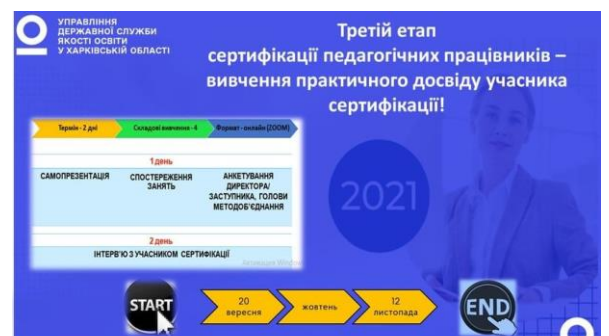 УПРАВЛІННЯ
ДЕРЖАВНОЇ СЛУЖБИ
ЯКОСТІ ОСВІТИ
У ХАРКІВСЬКІЙ ОБЛАСТІ
Третій етап
сертифікації педагогічних працівників –
вивчення практичного досвіду учасника
сертифікації!
Термін - 2 дні
Складові вивчення - 4
Формат - онлайн (ZOOM)
1 день
САМОПРЕЗЕНТАЦІЯ
СПОСТЕРЕЖЕННЯ
ЗАНЯТЬ
АНКЕТУВАННЯ
ДИРЕКТОРА/
ЗАСТУПНИКА, ГОЛОВИ
МЕТОДОБ'ЄДНАННЯ
2 день
ІНТЕРВ'Ю З УЧАСНИКОМ СЕРТИФІКАЦІЇ
Активация Window
2021
START
20
вересня
жовтень
12
листопада
END